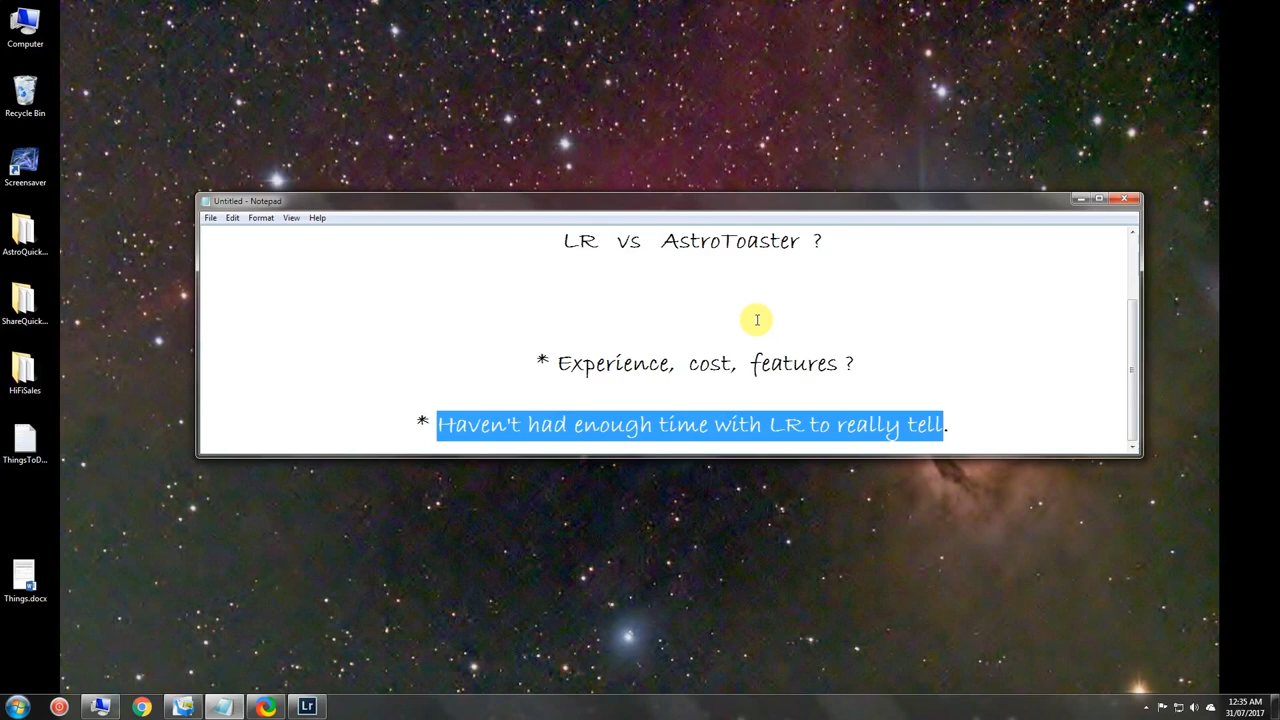 Computer
Recycle Bin
Screensaver
AstroQuick...
ShareQuick...
HiFiSales
ThingsToD...
Things.docx
Untitled - Notepad
File Edit Format View Help
LR vs AstroToaster ?
* Experience, cost, features ?
* Haven't had enough time with LR to really tell.
Lr
12:35 AM
31/07/2017